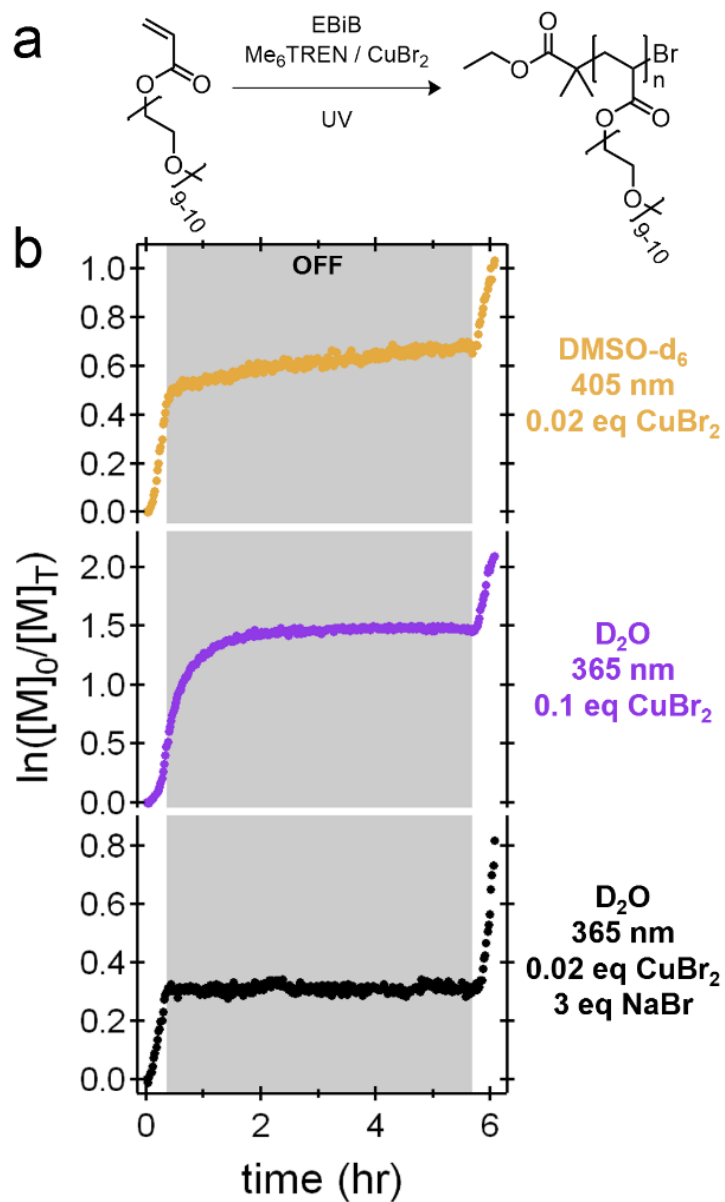 a
EBiB
Me₆TREN / CuBr₂
UV
O
O
O
9-10
O
O
Br
n
O
O
O
9-10
b
OFF
1.0
0.8
0.6
0.4
0.2
0.0
DMSO-d₆
405 nm
0.02 eq CuBr₂
2.0
1.5
1.0
0.5
0.0
D₂O
365 nm
0.1 eq CuBr₂
0.8
0.6
0.4
0.2
0.0
D₂O
365 nm
0.02 eq CuBr₂
3 eq NaBr
ln([M]₀/[M]_T)
0 2 4 6
time (hr)